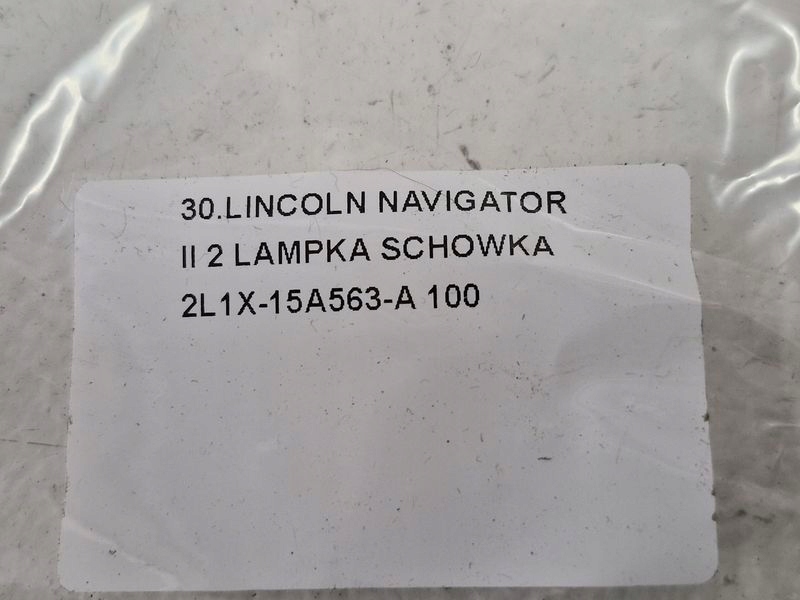 30.LINCOLN NAVIGATOR
II 2 LAMPKA SCHOWKA
2L1X-15A563-A 100